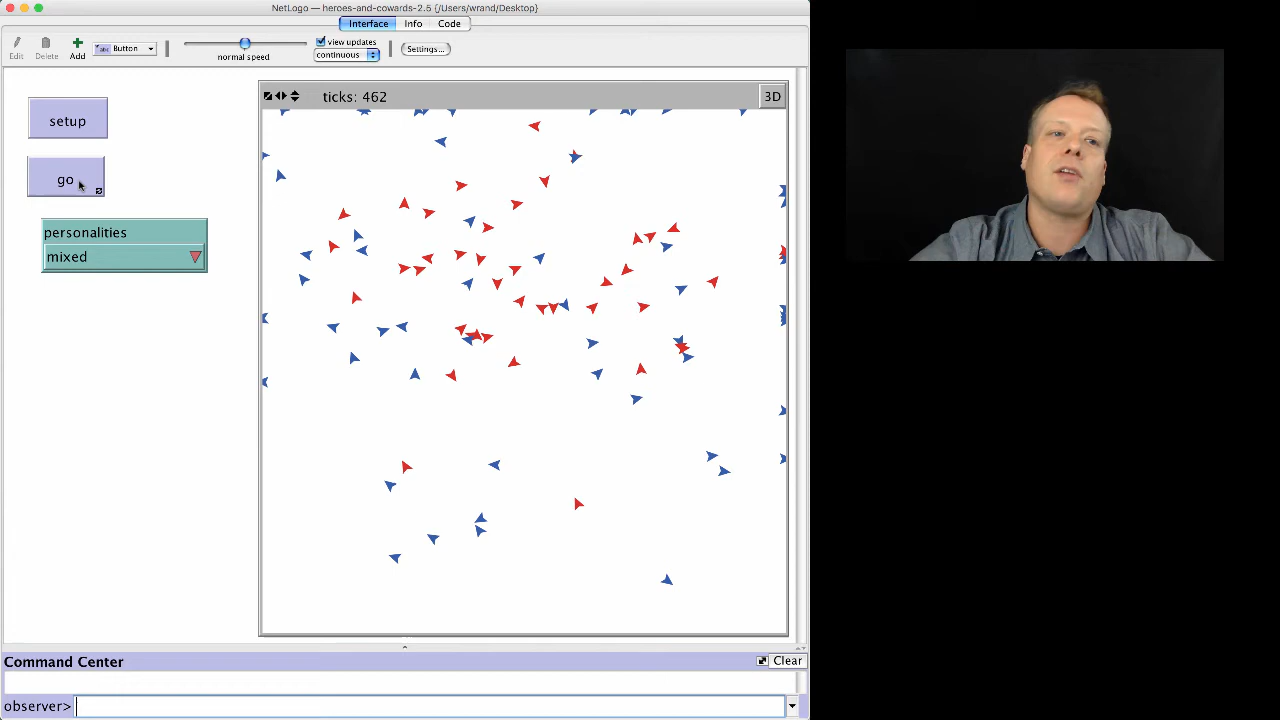 NetLogo — heroes-and-cowards-2.5 {/Users/wrand/Desktop}
Interface Info Code
Edit Delete Add
abc Button
normal speed
view updates
continuous
Settings...
setup
go
personalities
mixed
ticks: 462
3D
Command Center
Clear
observer>